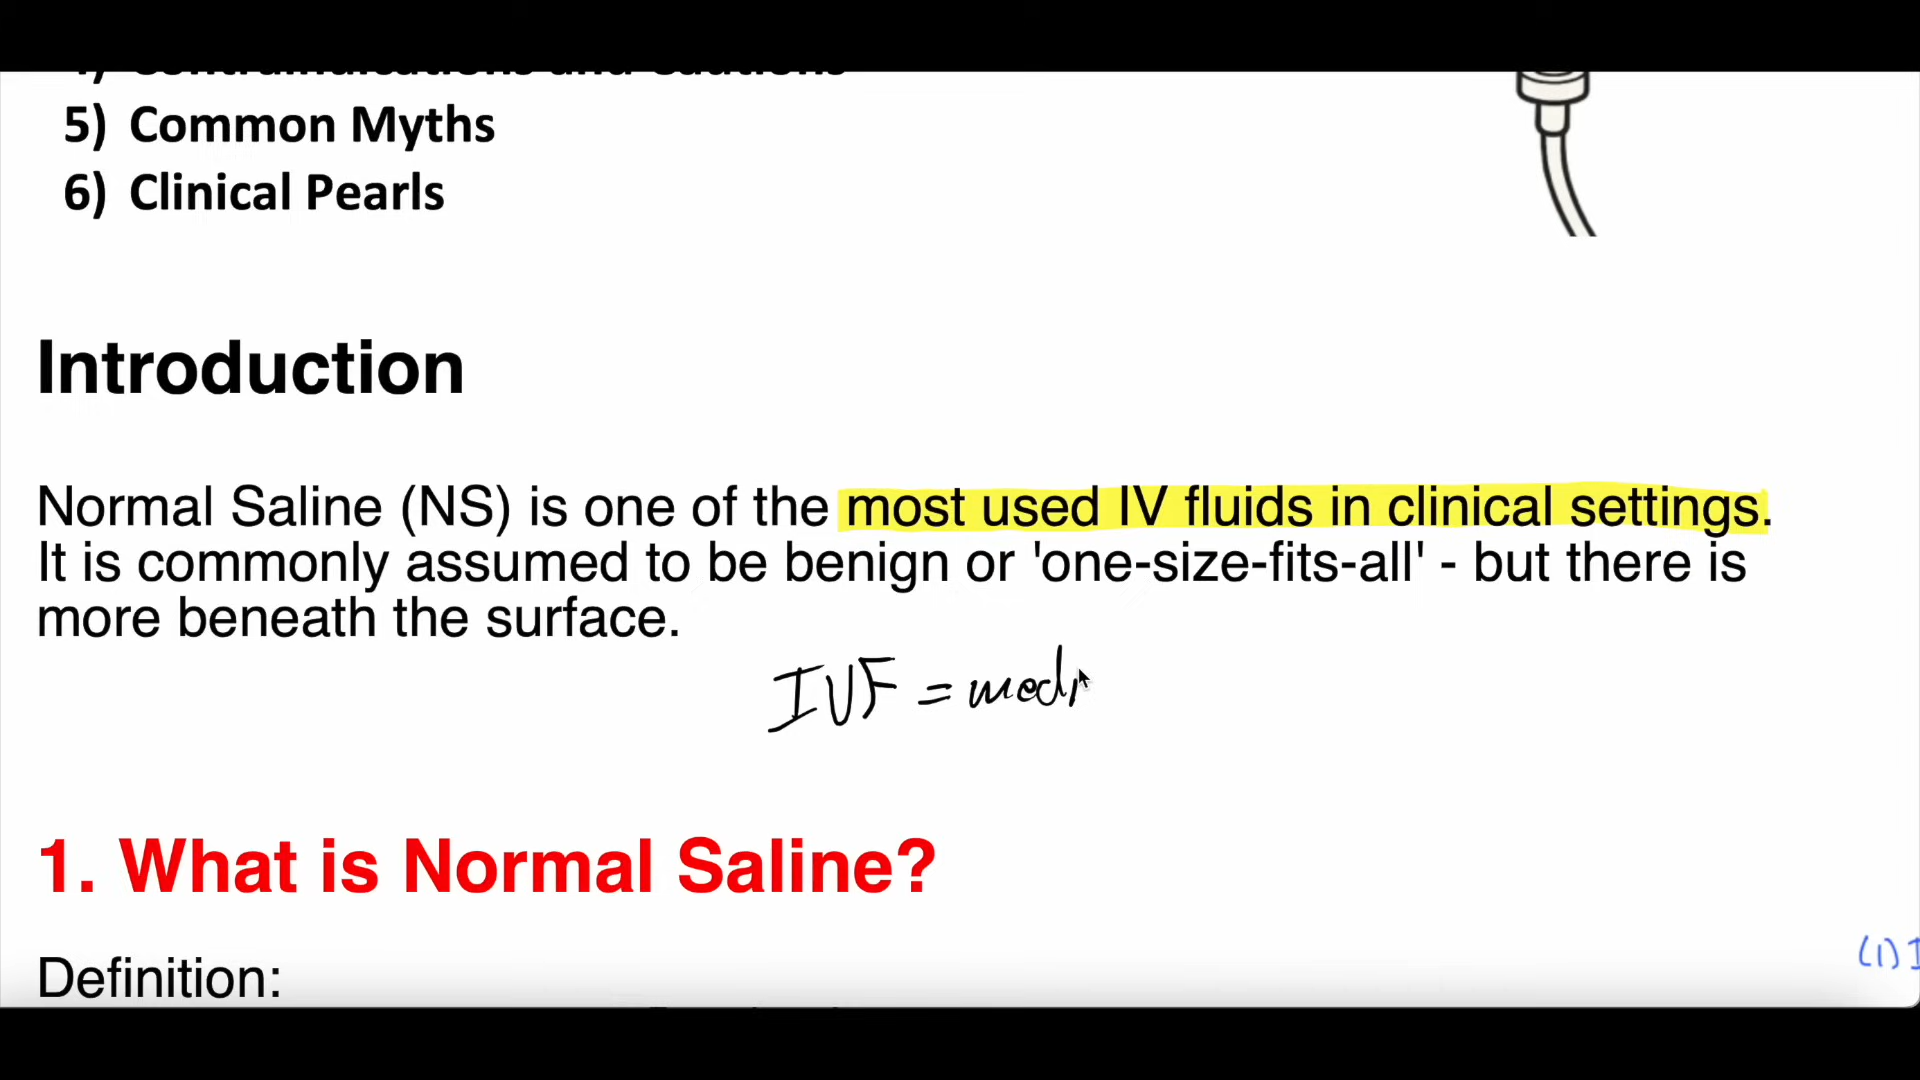 5) Common Myths
6) Clinical Pearls
Introduction
Normal Saline (NS) is one of the most used IV fluids in clinical settings.
It is commonly assumed to be benign or 'one-size-fits-all' - but there is
more beneath the surface.
IVF = medi
1. What is Normal Saline?
Definition:
(1) I